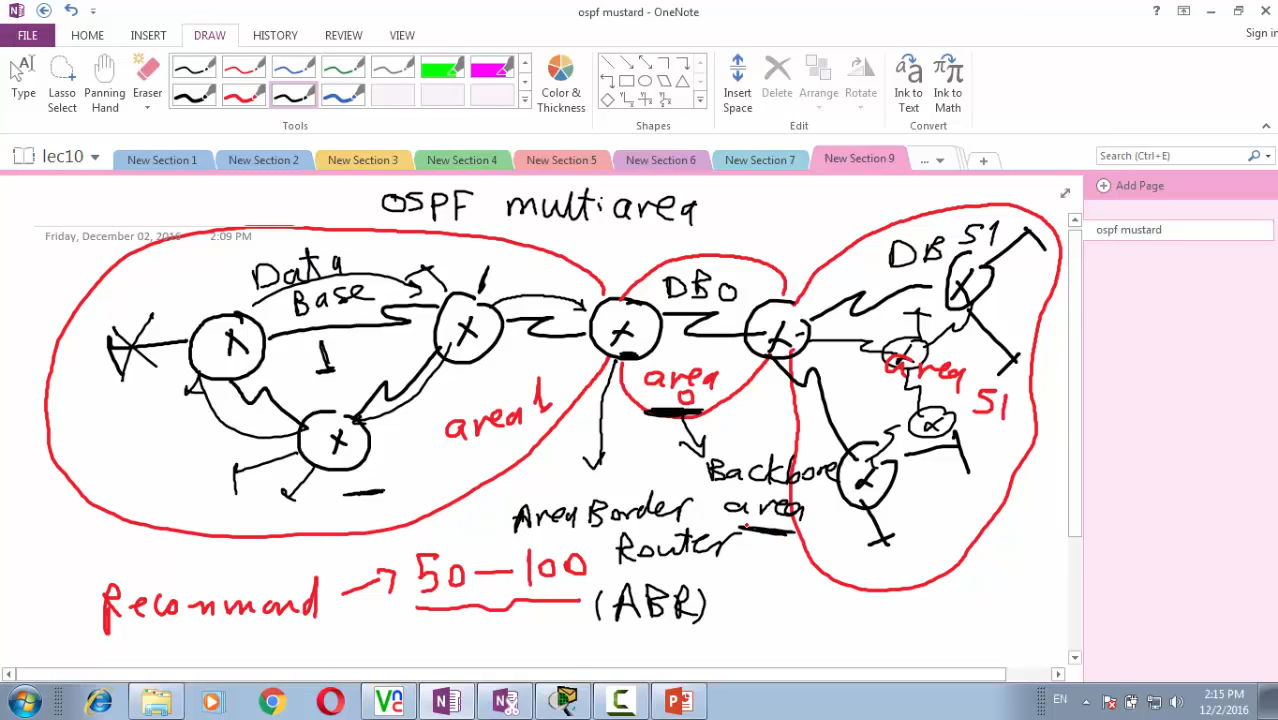 ospf mustard - OneNote
Sign in
FILE HOME INSERT DRAW HISTORY REVIEW VIEW
Type
Lasso Select
Panning Hand
Eraser
Color & Thickness
Insert Space
Delete
Arrange
Rotate
Ink to Text
Ink to Math
Tools
Shapes
Edit
Convert
lec10
New Section 1
New Section 2
New Section 3
New Section 4
New Section 5
New Section 6
New Section 7
New Section 8
New Section 9
...
Search (Ctrl+E)
Add Page
ospf mustard
OSPF multiarea
Friday, December 02, 2016 2:09 PM
Data
Base
1
1
DB0
DB 51
X
X
X
X
X
X
area 1
area
0
area
51
Backbone
area
Area Border
Router
(ABR)
Recommand → 50 — 100
EN
2:15 PM
12/2/2016